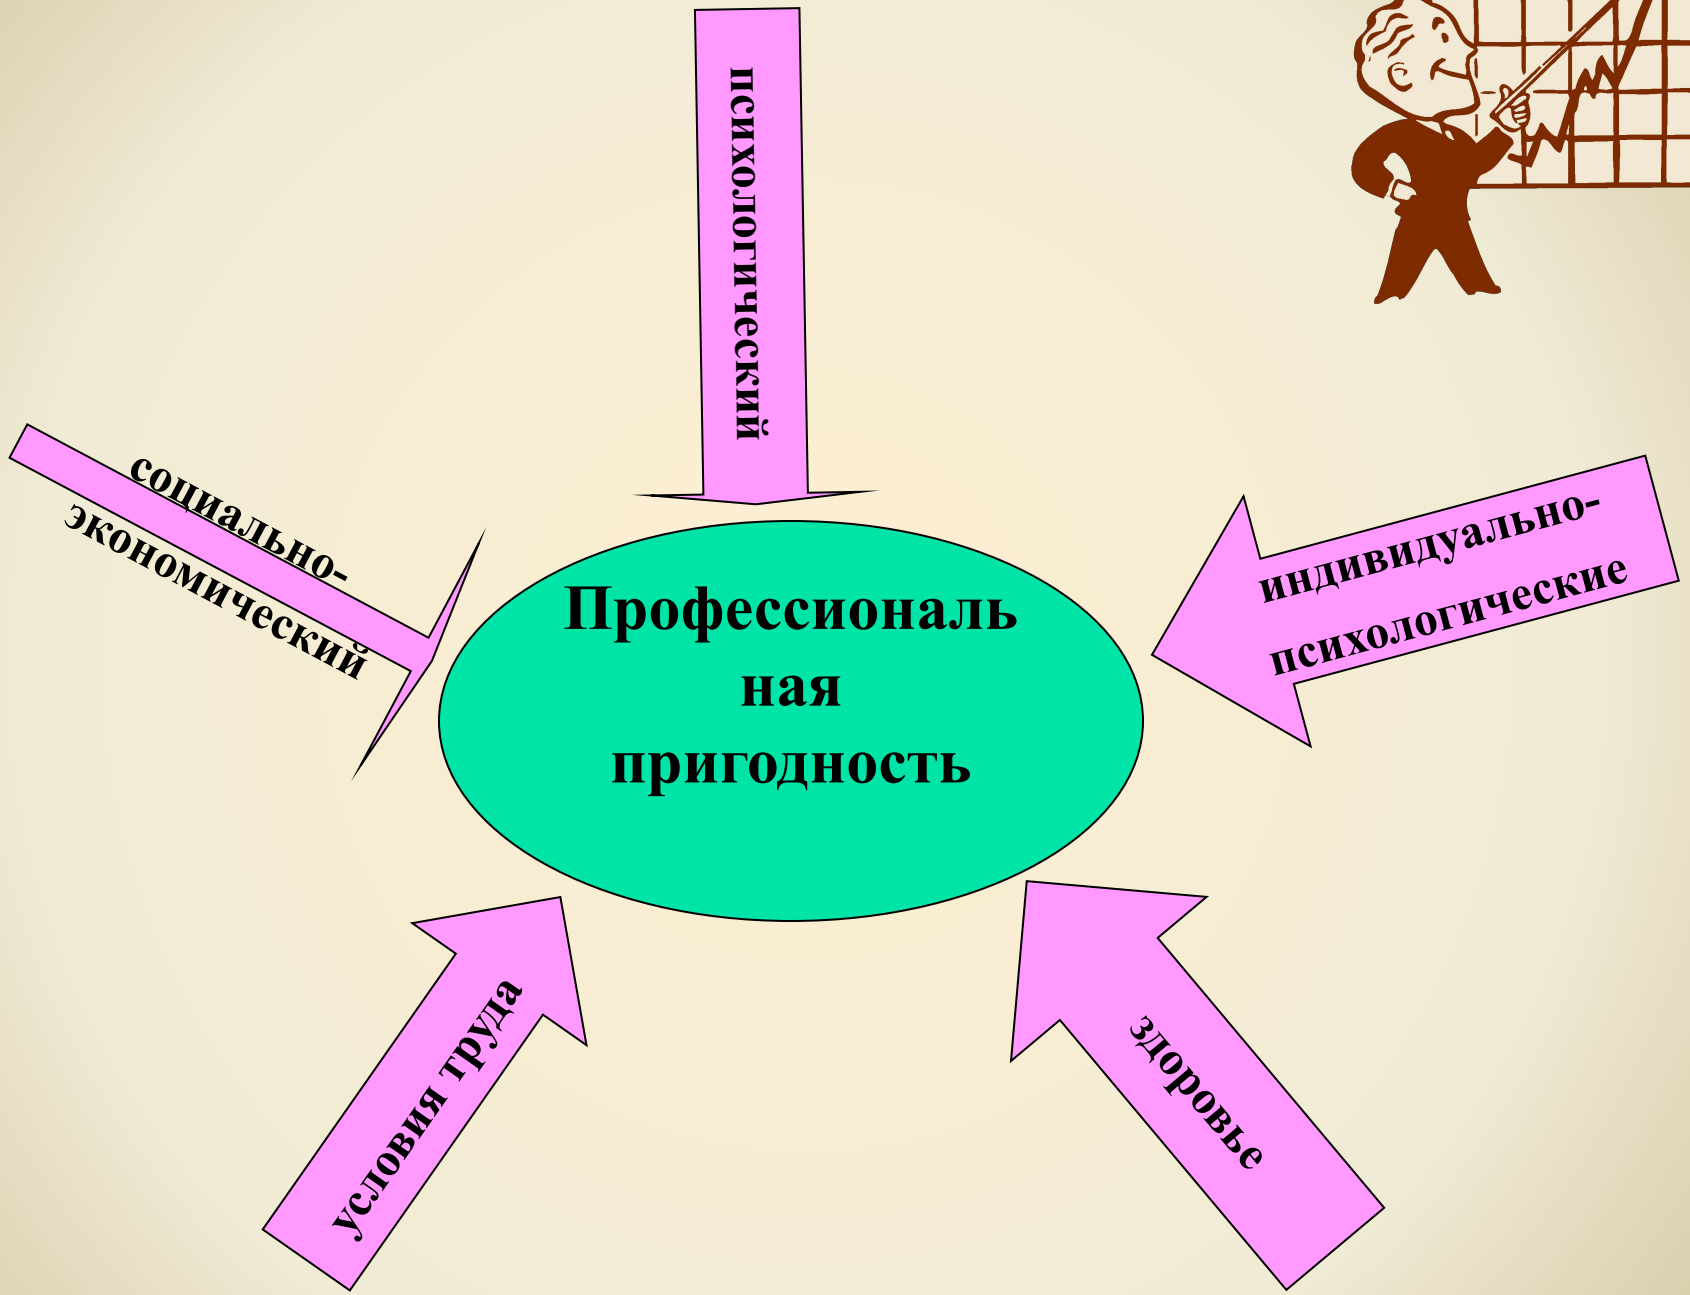 психологический
социально-
экономический
индивидуально-
психологические
Профессиональ
ная
пригодность
условия труда
здоровье